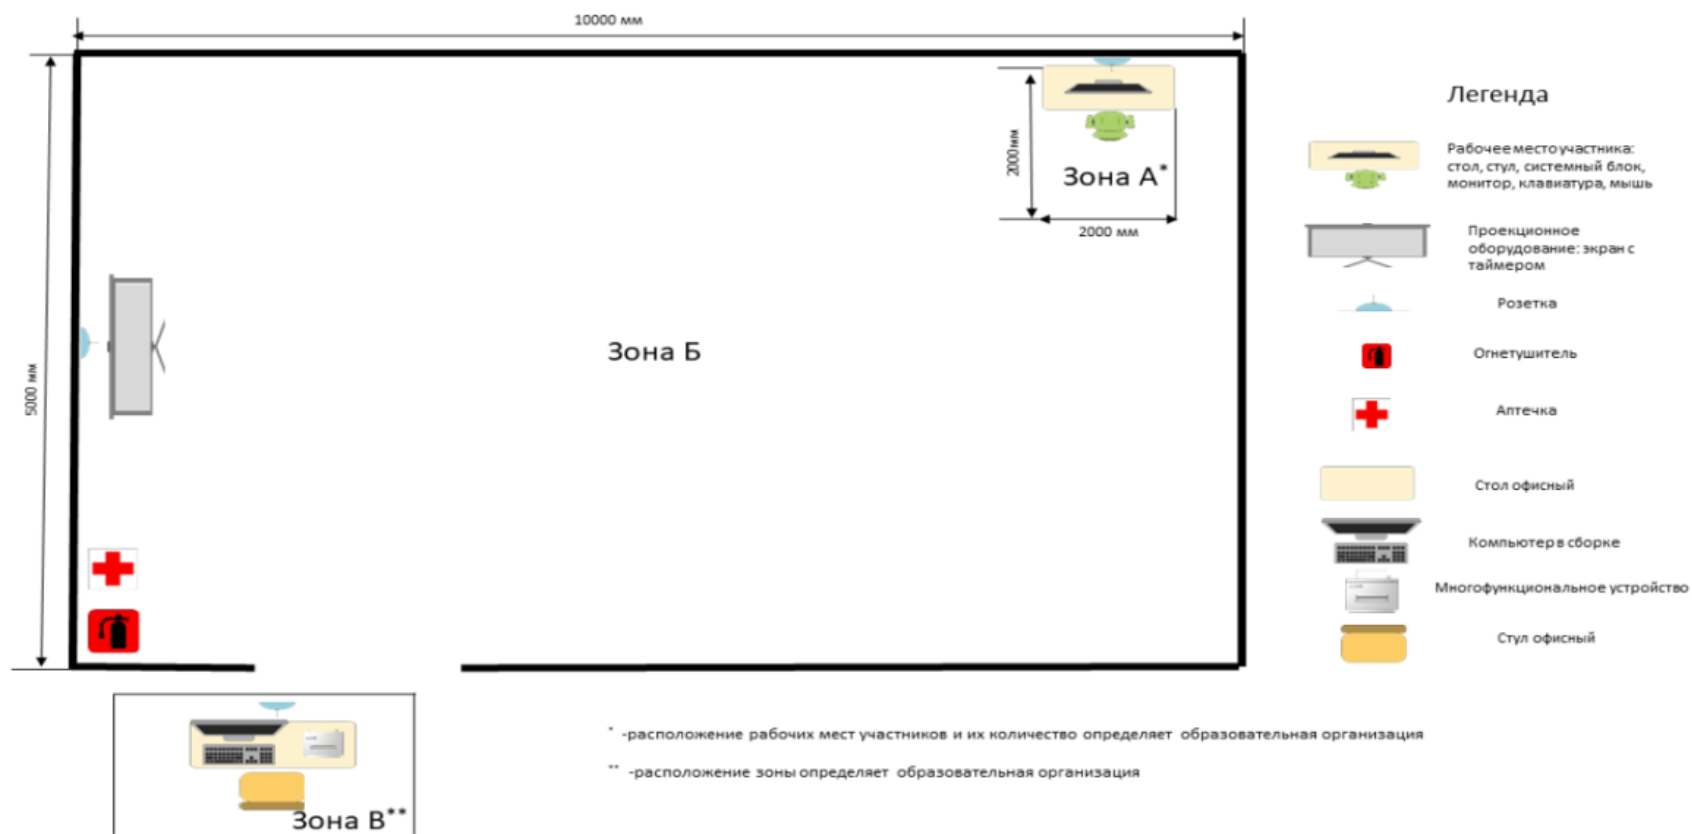 10000 мм
5000 мм
2000мм
Зона А*
2000 мм
Зона Б
Зона В**
Легенда
Рабочее место участника:
стол, стул, системный блок,
монитор, клавиатура, мышь
Проекционное
оборудование: экран с
таймером
Розетка
Огнетушитель
Аптечка
Стол офисный
Компьютер в сборке
Многофункциональное устройство
Стул офисный
* -расположение рабочих мест участников и их количество определяет образовательная организация
** -расположение зоны определяет образовательная организация